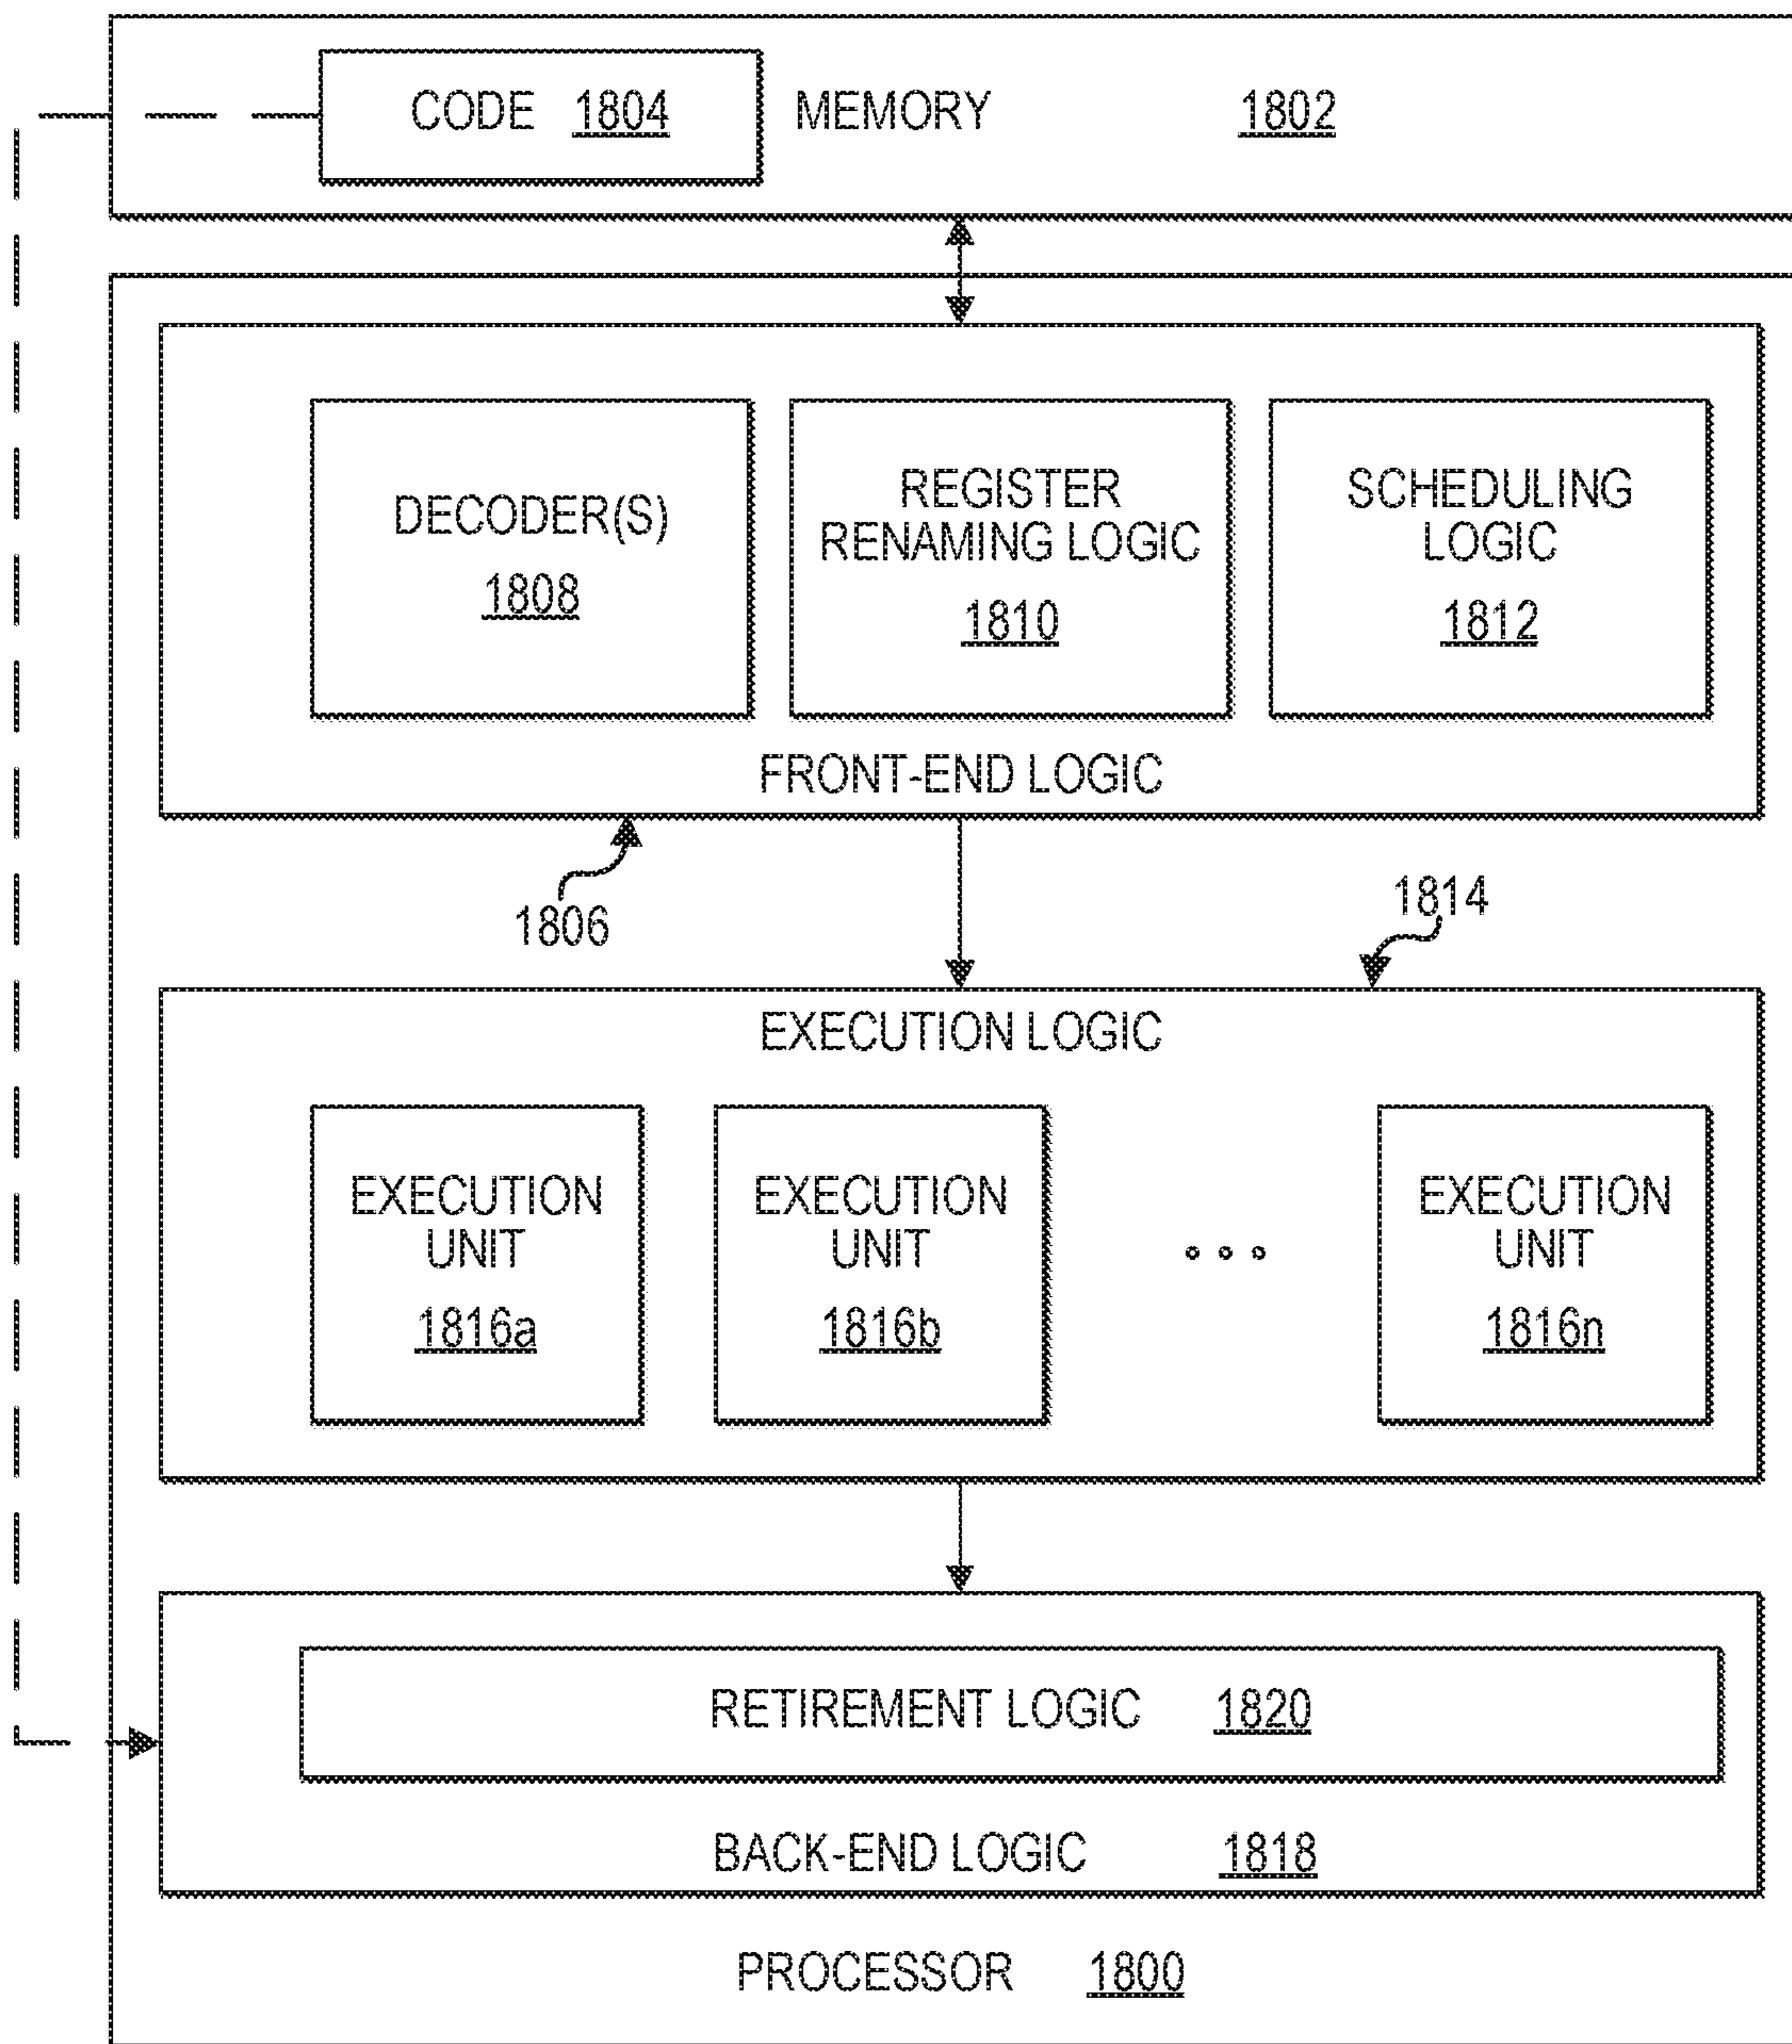 CODE 1804 MEMORY 1802
DECODER(S)
1808
REGISTER
RENAMING LOGIC
1810
SCHEDULING
LOGIC
1812
FRONT-END LOGIC
1806
1814
EXECUTION LOGIC
EXECUTION
UNIT
1816a
EXECUTION
UNIT
1816b
EXECUTION
UNIT
1816n
RETIREMENT LOGIC 1820
BACK-END LOGIC 1818
PROCESSOR 1800